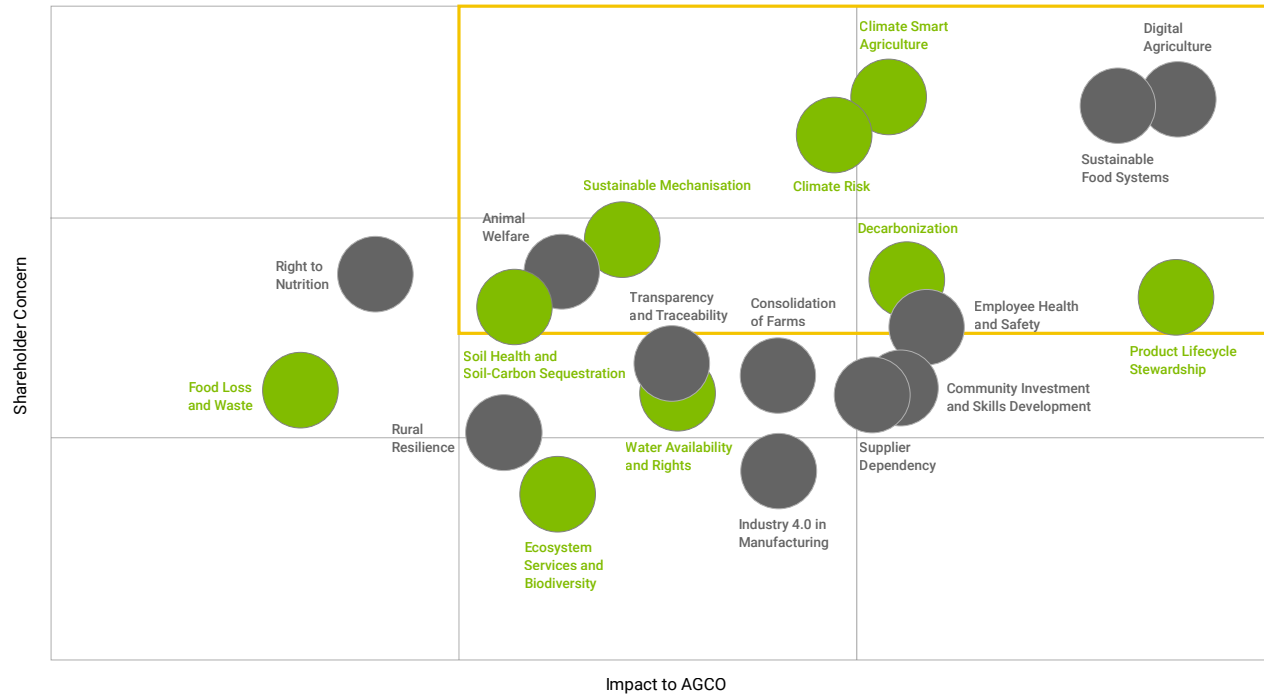 Climate Smart
Agriculture
Digital
Agriculture
Sustainable
Food Systems
Climate Risk
Sustainable Mechanisation
Animal
Welfare
Decarbonization
Right to
Nutrition
Transparency
and Traceability
Consolidation
of Farms
Employee Health
and Safety
Product Lifecycle
Stewardship
Soil Health and
Soil-Carbon Sequestration
Food Loss
and Waste
Community Investment
and Skills Development
Rural
Resilience
Water Availability
and Rights
Supplier
Dependency
Industry 4.0 in
Manufacturing
Ecosystem
Services and
Biodiversity
Shareholder Concern
Impact to AGCO